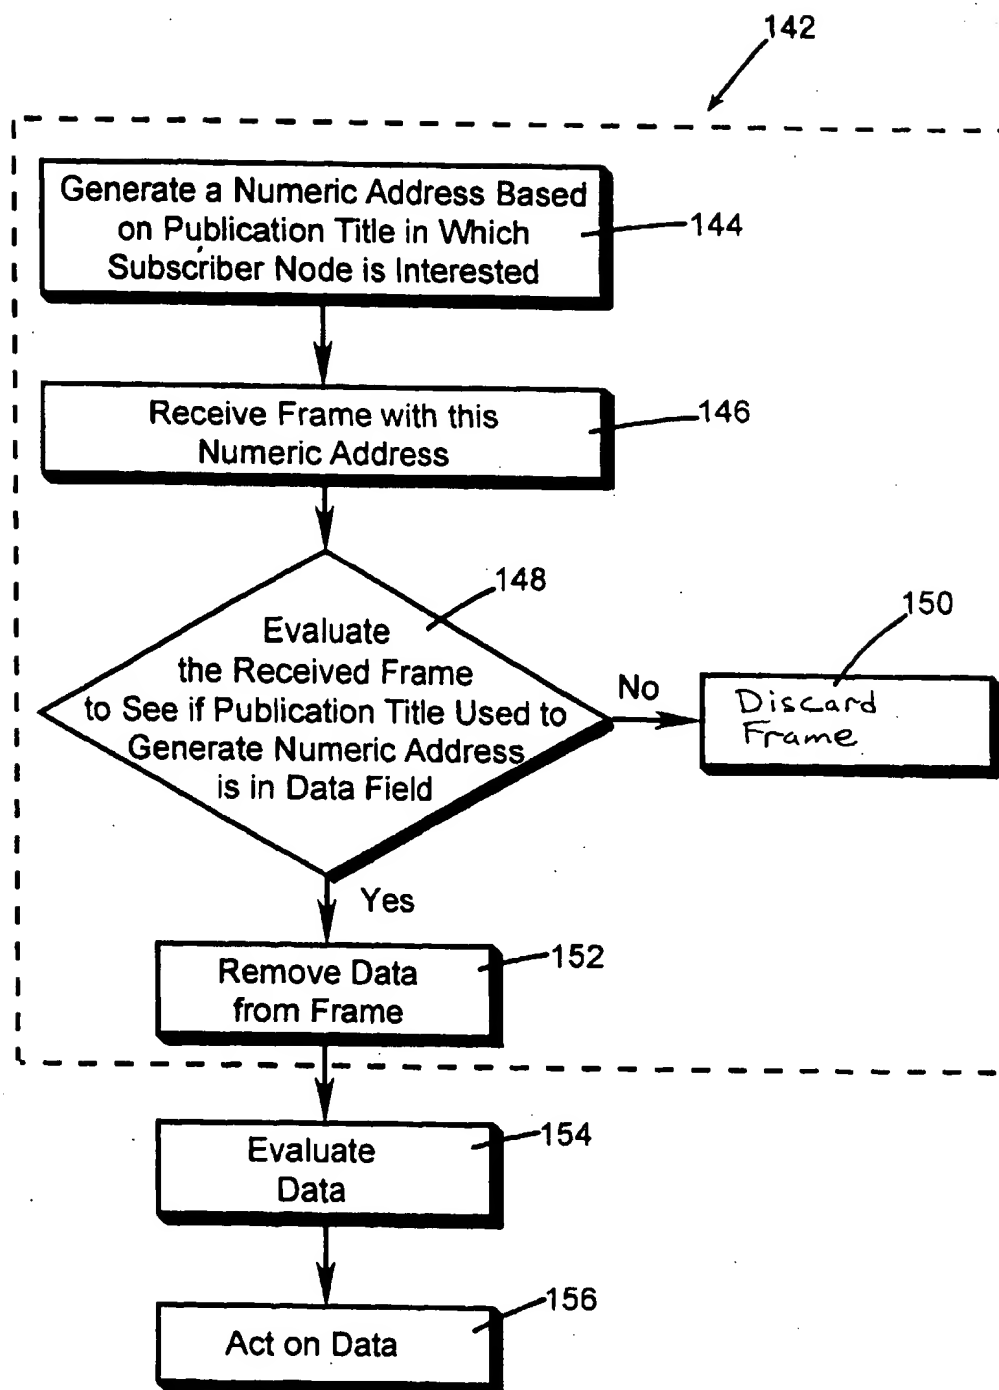 142
Generate a Numeric Address Based
on Publication Title in Which
Subscriber Node is Interested
144
Receive Frame with this
Numeric Address
146
148
Evaluate
the Received Frame
to See if Publication Title Used to
Generate Numeric Address
is in Data Field
No
150
Discard
Frame
Yes
Remove Data
from Frame
152
Evaluate
Data
154
Act on Data
156